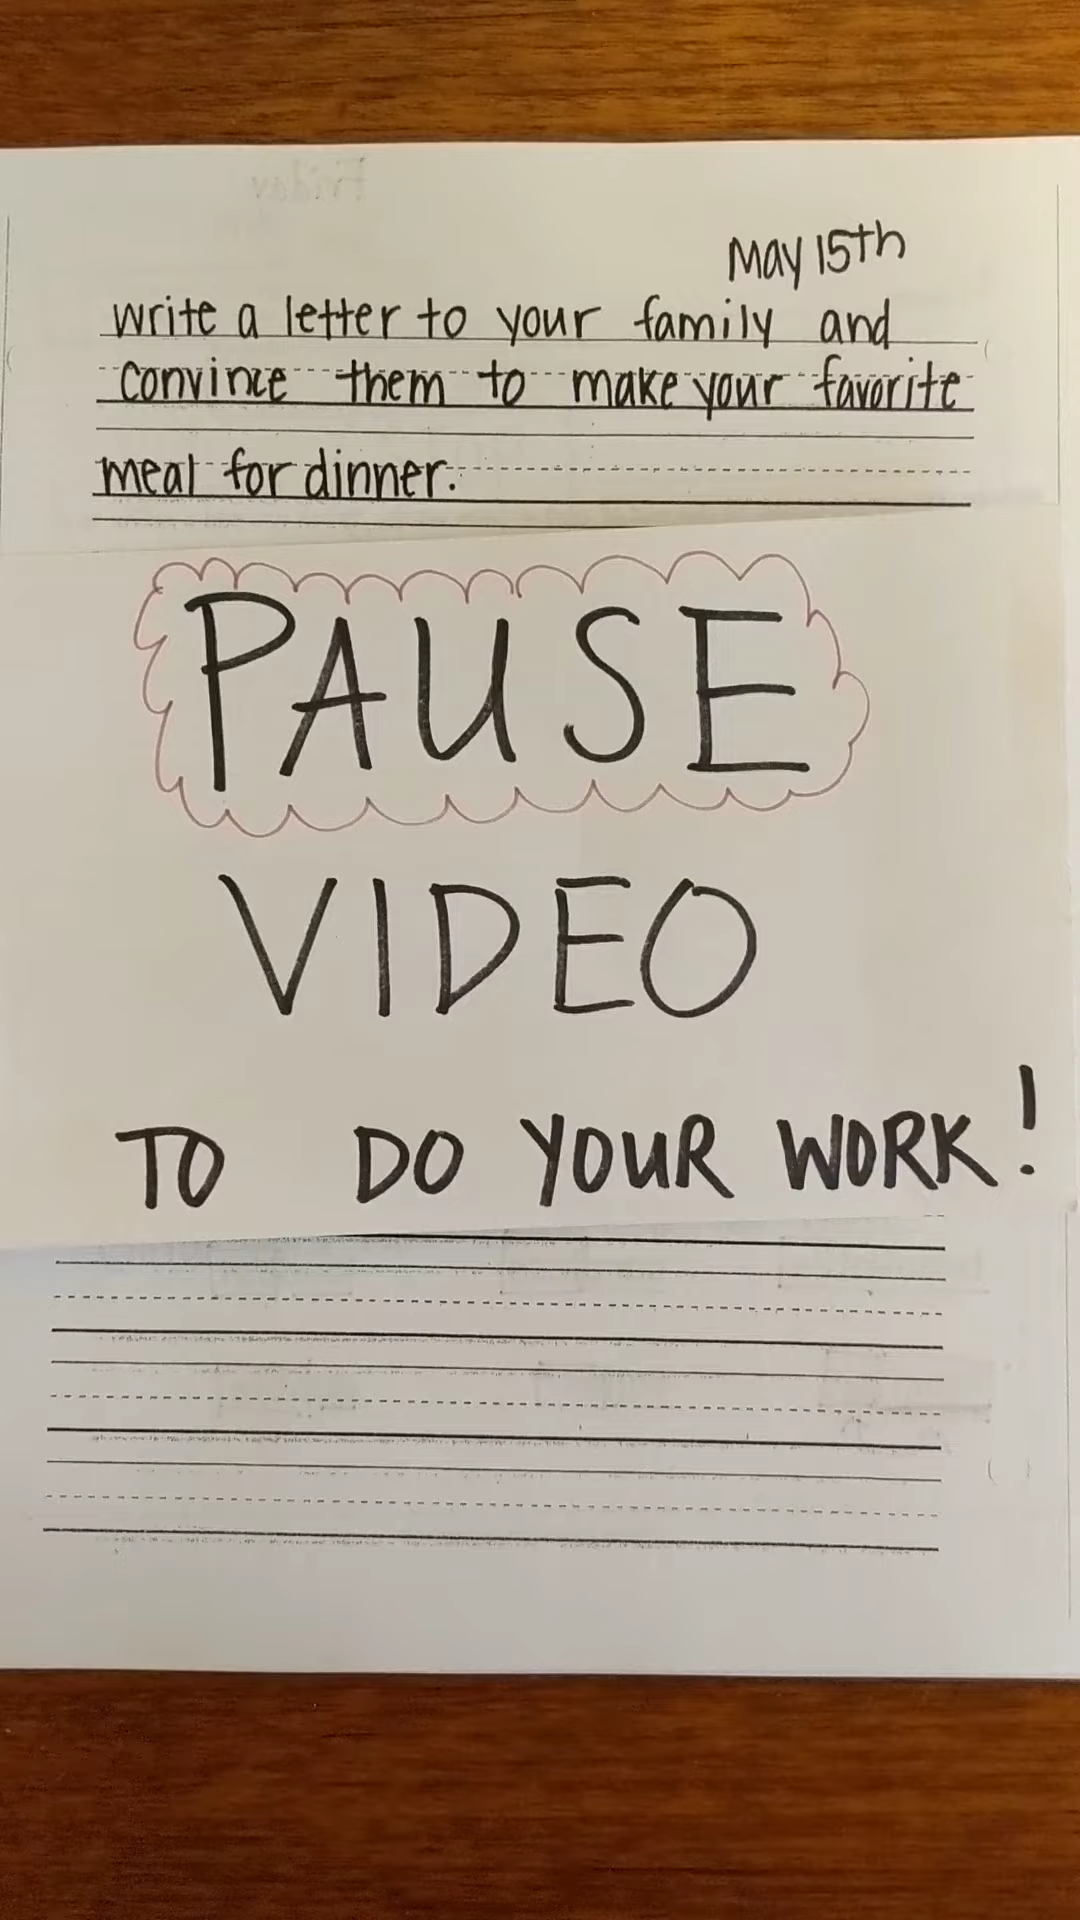 Friday
May 15th
write a letter to your family and
convince them to make your favorite
meal for dinner.
PAUSE
VIDEO
TO DO YOUR WORK!